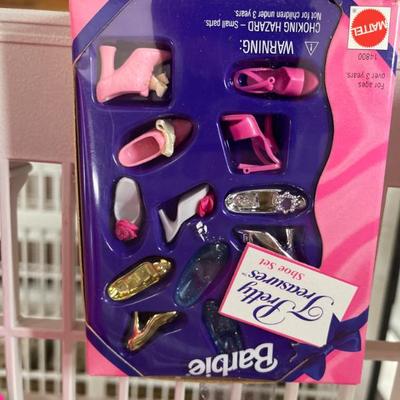 Barbie
Pretty
Treasures™
Shoe Set
MATTEL
14800
For ages
over 3 years.
⚠ WARNING:
CHOKING HAZARD – Small parts.
Not for children under 3 years.